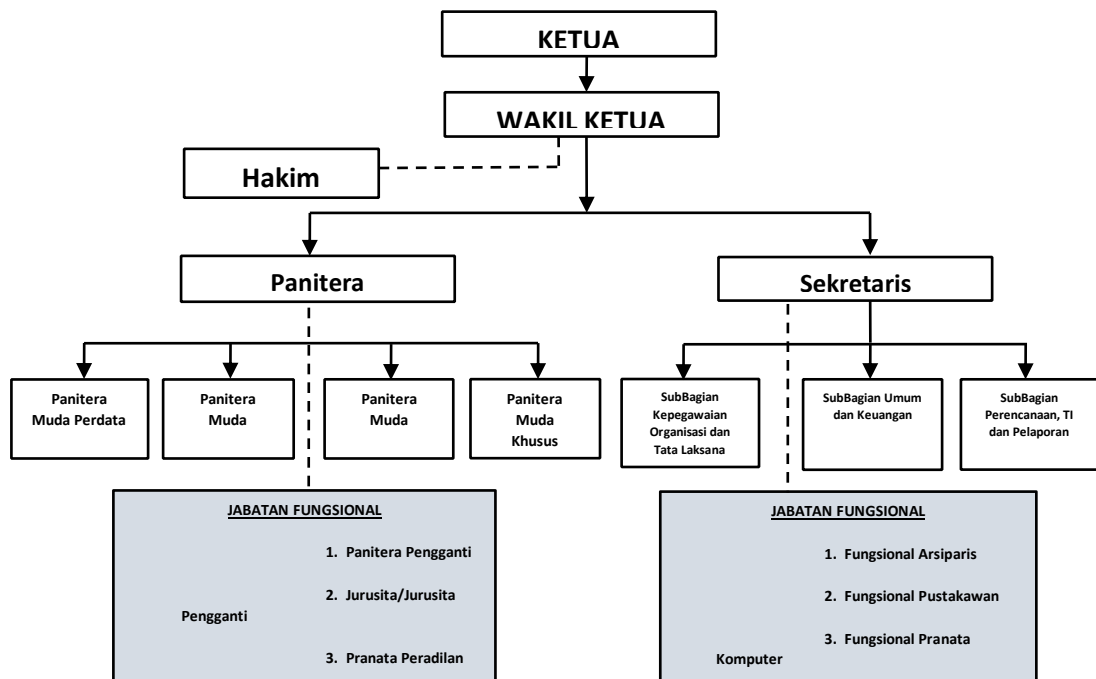 KETUA
WAKIL KETUA
Hakim
Panitera
Sekretaris
Panitera
Muda Perdata
Panitera
Muda
Panitera
Muda
Panitera
Muda
Khusus
SubBagian
Kepegawaian
Organisasi dan
Tata Laksana
SubBagian Umum
dan Keuangan
SubBagian
Perencanaan, TI
dan Pelaporan
JABATAN FUNGSIONAL
1. Panitera Pengganti
2. Jurusita/Jurusita
Pengganti
3. Pranata Peradilan
JABATAN FUNGSIONAL
1. Fungsional Arsiparis
2. Fungsional Pustakawan
3. Fungsional Pranata
Komputer